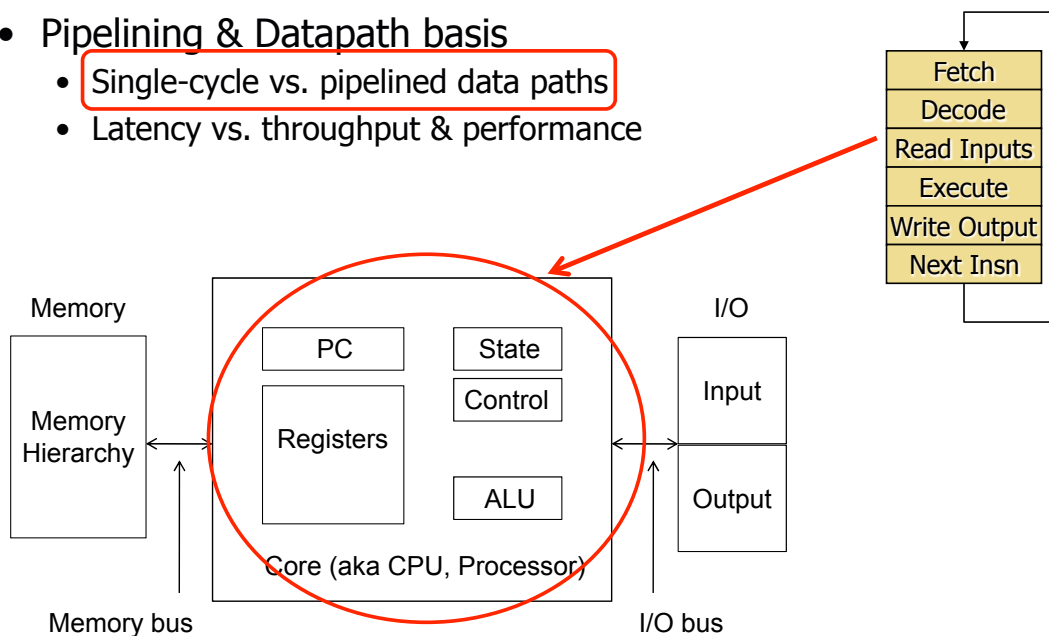 • Pipelining & Datapath basis
• Single-cycle vs. pipelined data paths
• Latency vs. throughput & performance
Fetch
Decode
Read Inputs
Execute
Write Output
Next Insn
Memory
I/O
PC
State
Control
Memory
Hierarchy
Registers
ALU
Input
Output
Core (aka CPU, Processor)
Memory bus
I/O bus